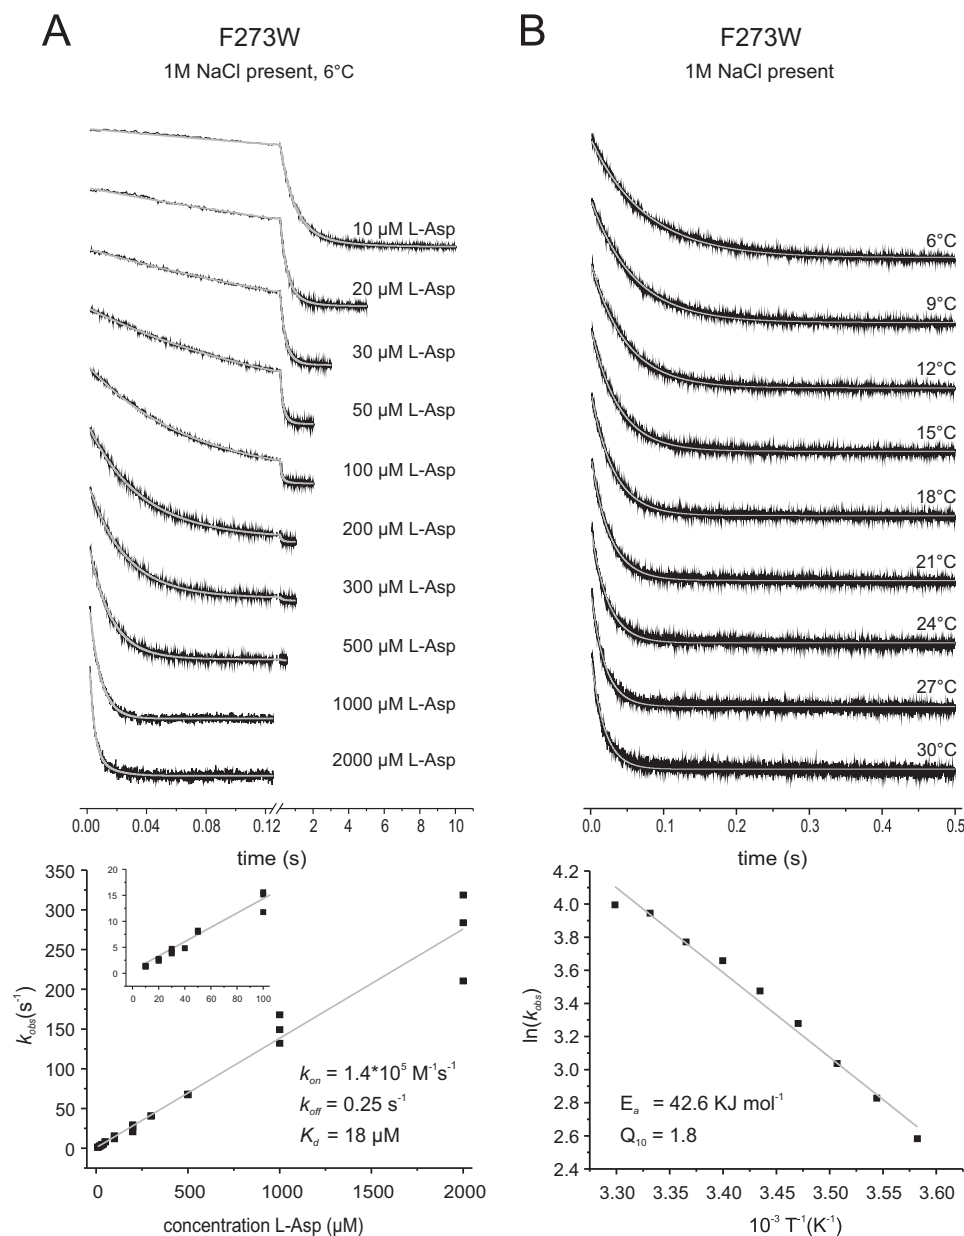 A
F273W
1M NaCl present, 6°C
10 µM L-Asp
20 µM L-Asp
30 µM L-Asp
50 µM L-Asp
100 µM L-Asp
200 µM L-Asp
300 µM L-Asp
500 µM L-Asp
1000 µM L-Asp
2000 µM L-Asp
0.00 0.04 0.08 0.12 2 4 6 8 10
time (s)
350
300
250
200
150
100
50
0
k_obs(s⁻¹)
20
15
10
5
0
0 20 40 60 80 100
k_on = 1.4*10⁵ M⁻¹s⁻¹
k_off = 0.25 s⁻¹
K_d = 18 µM
0 500 1000 1500 2000
concentration L-Asp (µM)
B
F273W
1M NaCl present
6°C
9°C
12°C
15°C
18°C
21°C
24°C
27°C
30°C
0.0 0.1 0.2 0.3 0.4 0.5
time (s)
4.2
4.0
3.8
3.6
3.4
3.2
3.0
2.8
2.6
2.4
ln(k_obs)
E_a = 42.6 KJ mol⁻¹
Q₁₀ = 1.8
3.30 3.35 3.40 3.45 3.50 3.55 3.60
10⁻³ T⁻¹(K⁻¹)